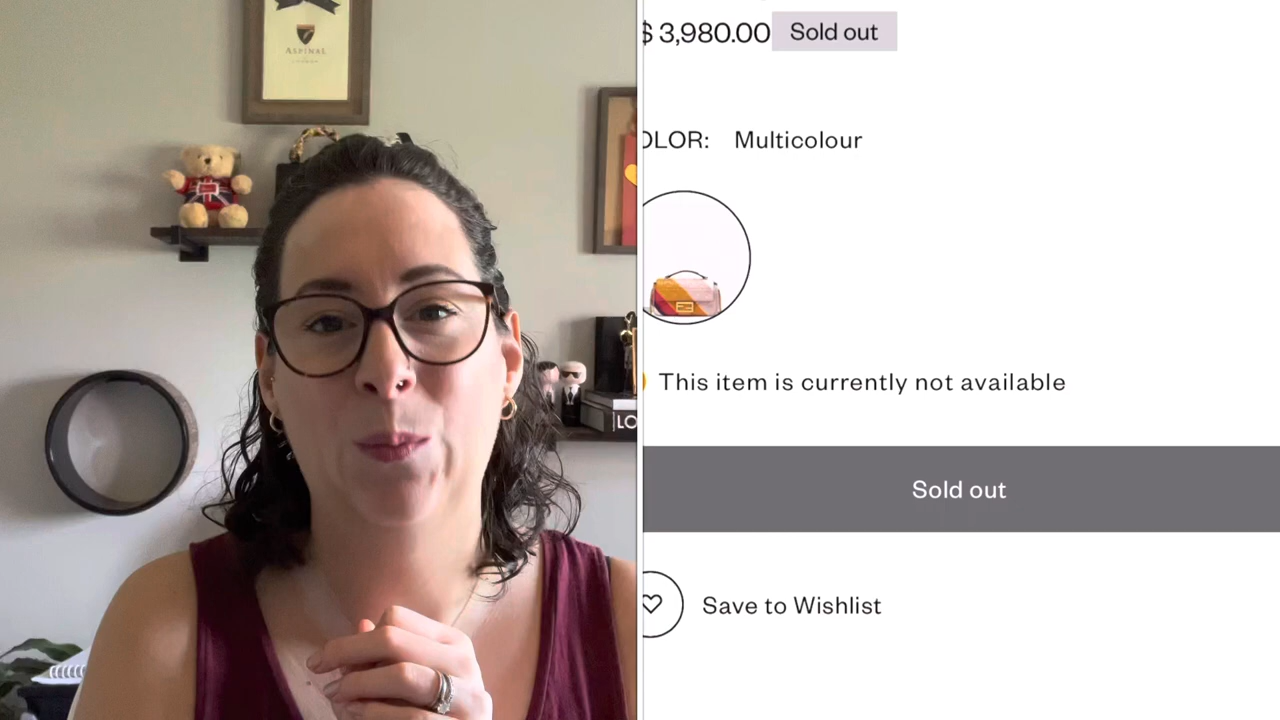 ASPINAL
LO
$ 3,980.00 Sold out
OLOR: Multicolour
This item is currently not available
Sold out
Save to Wishlist